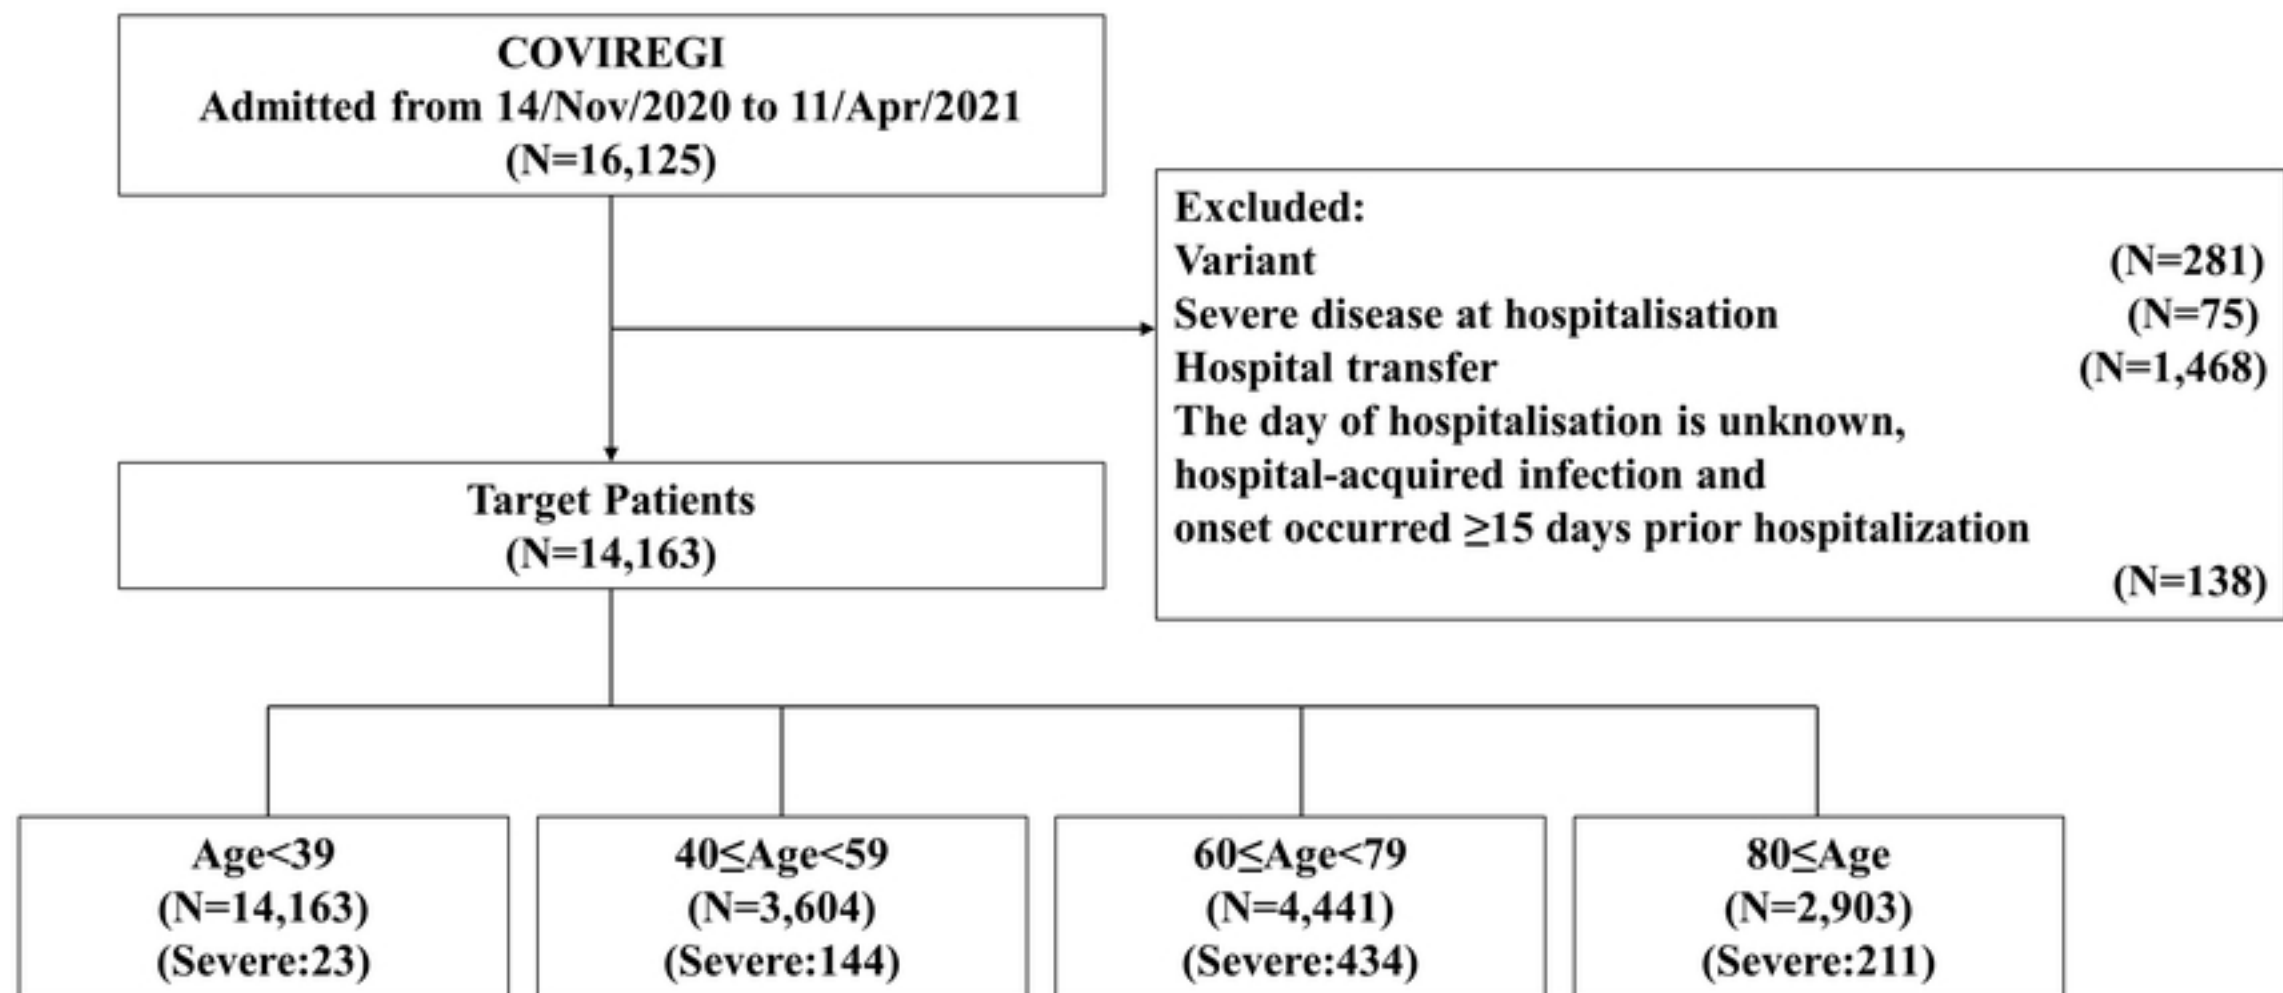 COVIREGI
Admitted from 14/Nov/2020 to 11/Apr/2021
(N=16,125)
Excluded:
Variant (N=281)
Severe disease at hospitalisation (N=75)
Hospital transfer (N=1,468)
The day of hospitalisation is unknown,
hospital-acquired infection and
onset occurred ≥15 days prior hospitalization
(N=138)
Target Patients
(N=14,163)
Age<39
(N=14,163)
(Severe:23)
40≤Age<59
(N=3,604)
(Severe:144)
60≤Age<79
(N=4,441)
(Severe:434)
80≤Age
(N=2,903)
(Severe:211)